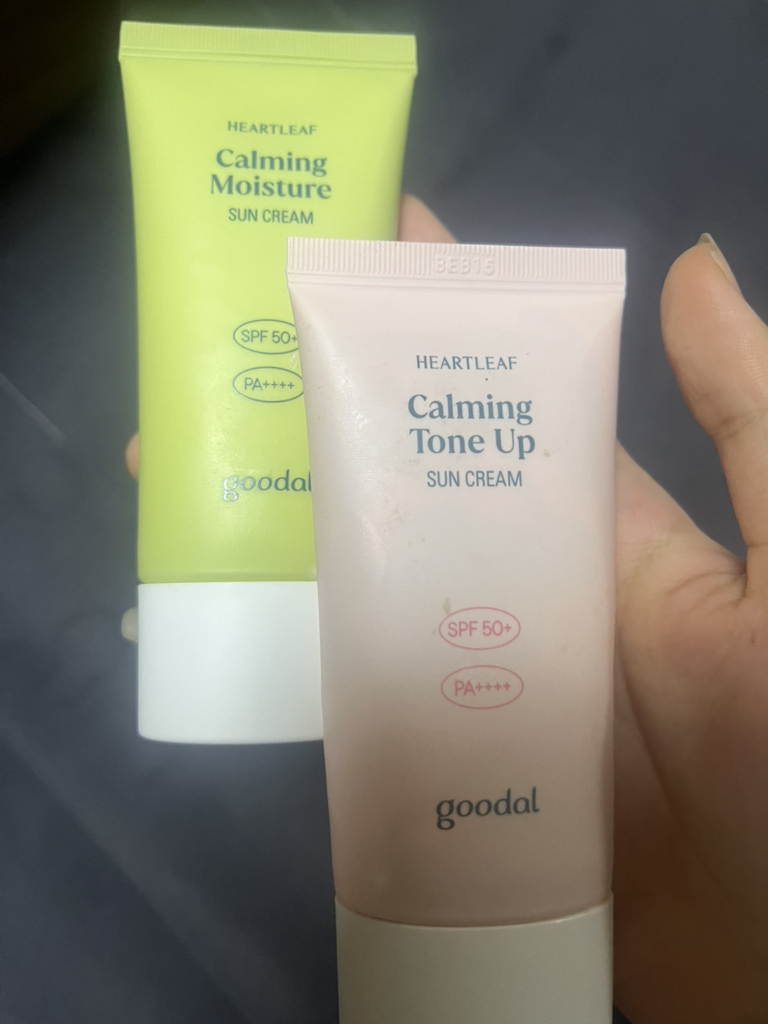 HEARTLEAF
Calming
Moisture
SUN CREAM
SPF 50+
PA++++
goodal
BEB15
HEARTLEAF
Calming
Tone Up
SUN CREAM
SPF 50+
PA++++
goodal